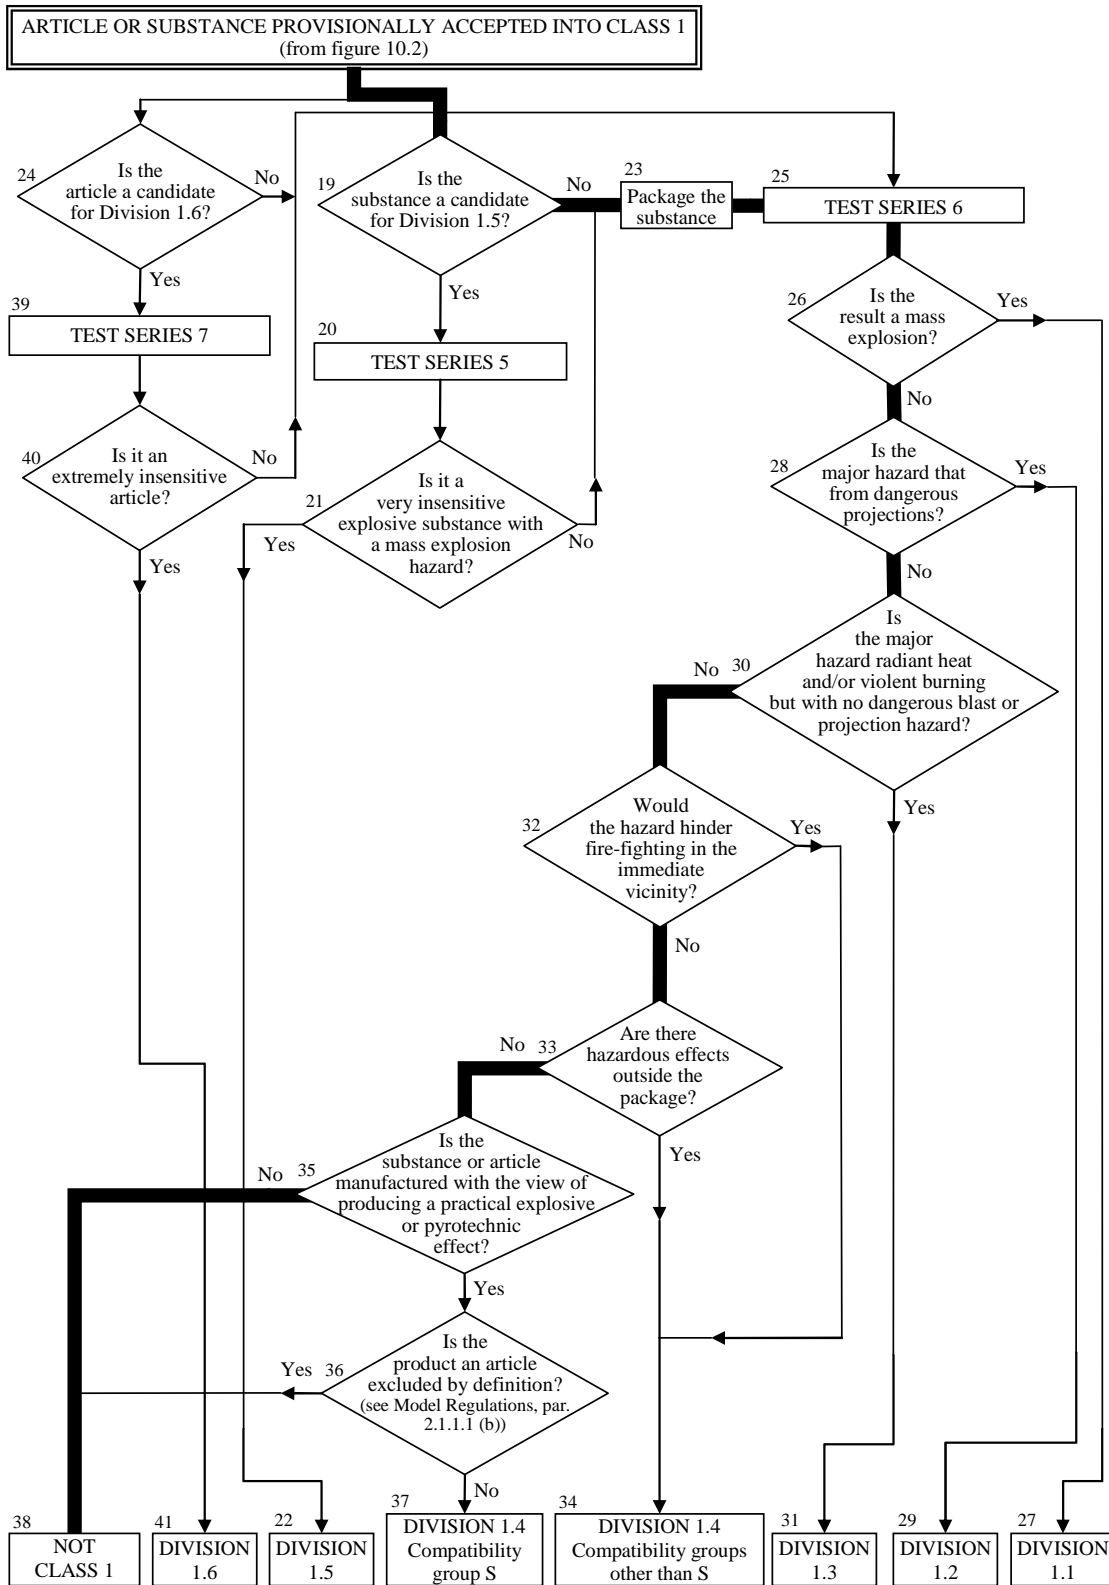 ARTICLE OR SUBSTANCE PROVISIONALLY ACCEPTED INTO CLASS 1
(from figure 10.2)
24
Is the
article a candidate
for Division 1.6?
No
Yes
19
Is the
substance a candidate
for Division 1.5?
No
Yes
23
Package the
substance
25
TEST SERIES 6
39
TEST SERIES 7
20
TEST SERIES 5
26
Is the
result a mass
explosion?
Yes
No
40
Is it an
extremely insensitive
article?
No
Yes
21
Is it a
very insensitive
explosive substance with
a mass explosion
hazard?
Yes
No
28
Is the
major hazard that
from dangerous
projections?
Yes
No
30
Is
the major
hazard radiant heat
and/or violent burning
but with no dangerous blast or
projection hazard?
No
Yes
32
Would
the hazard hinder
fire-fighting in the
immediate
vicinity?
Yes
No
33
Are there
hazardous effects
outside the
package?
No
Yes
35
Is the
substance or article
manufactured with the view of
producing a practical explosive
or pyrotechnic
effect?
No
Yes
36
Is the
product an article
excluded by definition?
(see Model Regulations, par.
2.1.1.1 (b))
Yes
No
38
NOT
CLASS 1
41
DIVISION
1.6
22
DIVISION
1.5
37
DIVISION 1.4
Compatibility
group S
34
DIVISION 1.4
Compatibility groups
other than S
31
DIVISION
1.3
29
DIVISION
1.2
27
DIVISION
1.1